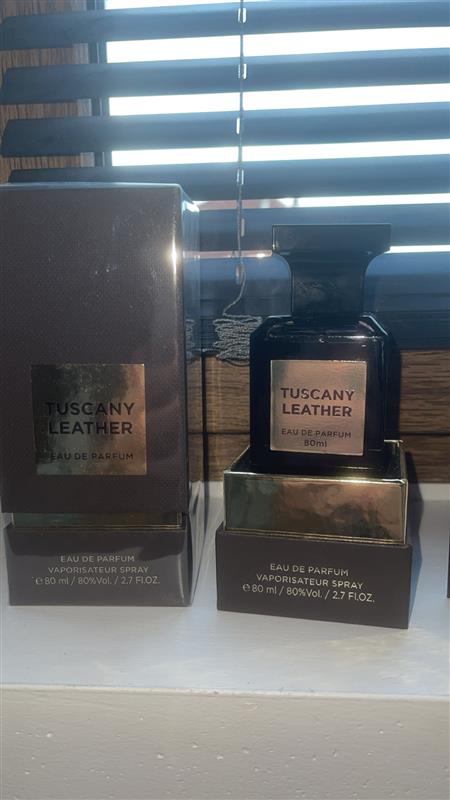 TUSCANY
LEATHER
EAU DE PARFUM
EAU DE PARFUM
VAPORISATEUR SPRAY
℮ 80 ml / 80%Vol. / 2.7 Fl.OZ.
TUSCANY
LEATHER
EAU DE PARFUM
80ml
EAU DE PARFUM
VAPORISATEUR SPRAY
℮ 80 ml / 80%Vol. / 2.7 Fl.OZ.